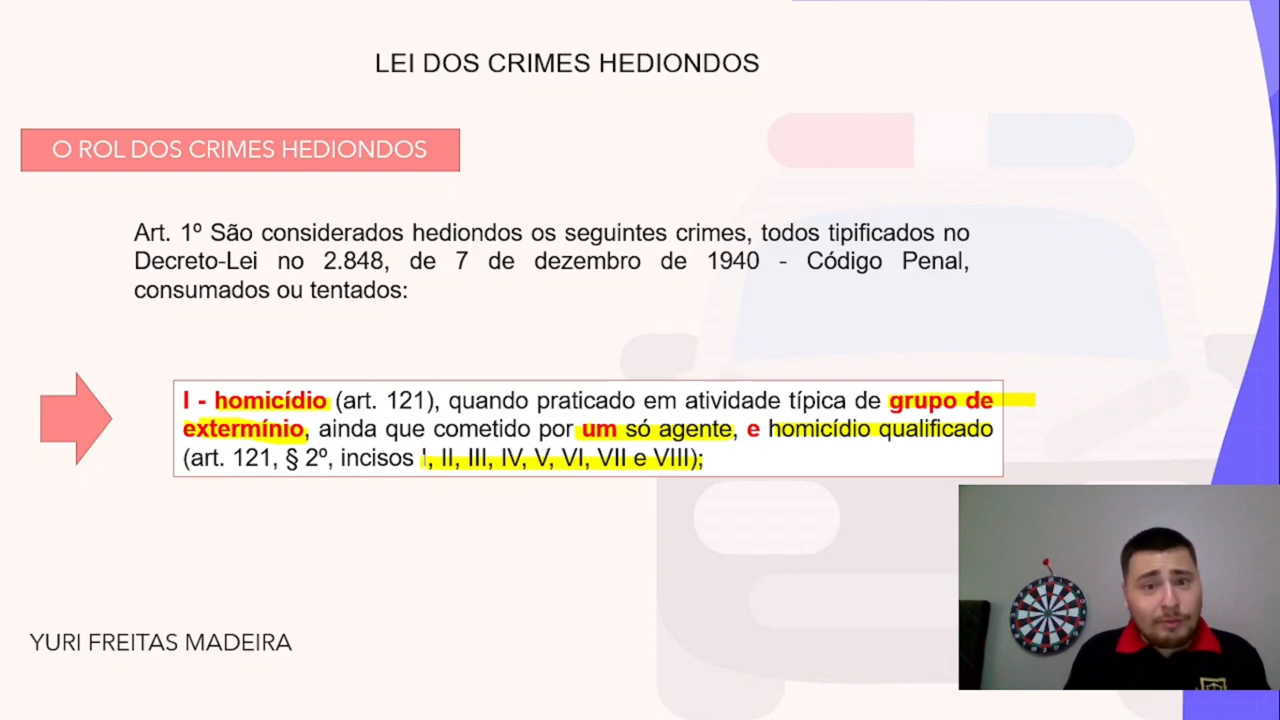 LEI DOS CRIMES HEDIONDOS
O ROL DOS CRIMES HEDIONDOS
Art. 1º São considerados hediondos os seguintes crimes, todos tipificados no
Decreto-Lei no 2.848, de 7 de dezembro de 1940 - Código Penal,
consumados ou tentados:
I - homicídio (art. 121), quando praticado em atividade típica de grupo de
extermínio, ainda que cometido por um só agente, e homicídio qualificado
(art. 121, § 2º, incisos I, II, III, IV, V, VI, VII e VIII);
YURI FREITAS MADEIRA